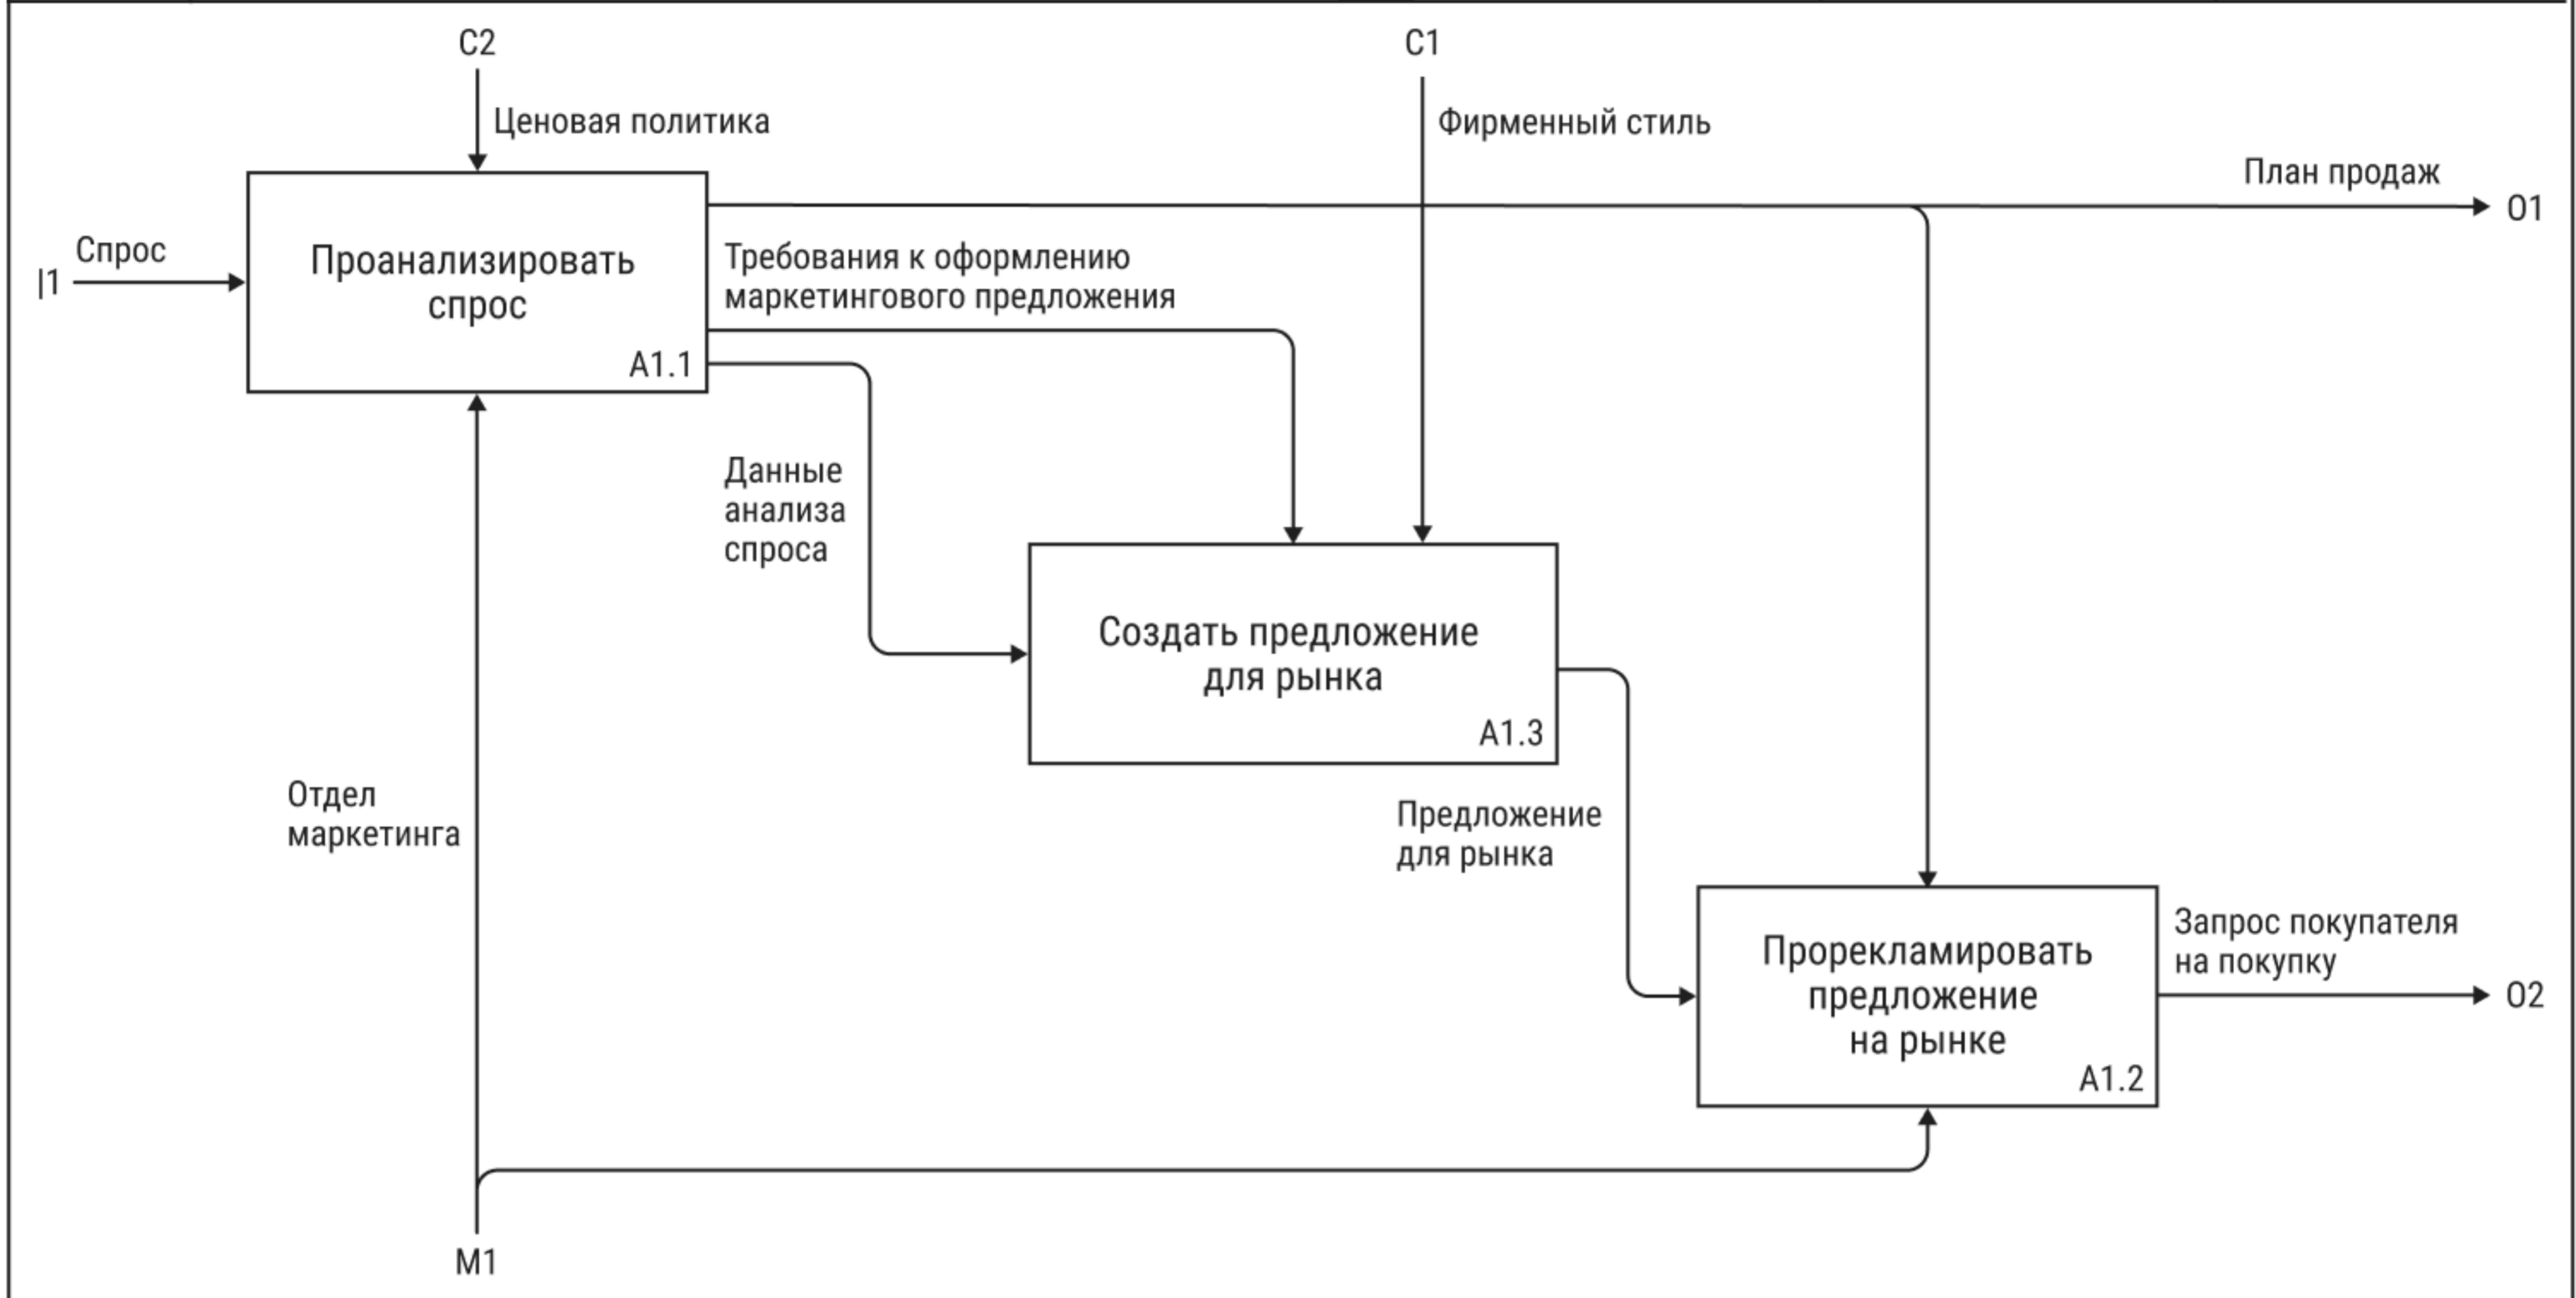 C2
C1
Ценовая политика
Фирменный стиль
План продаж
O1
Спрос
I1
Проанализировать
спрос
A1.1
Требования к оформлению
маркетингового предложения
Данные
анализа
спроса
Создать предложение
для рынка
A1.3
Отдел
маркетинга
Предложение
для рынка
Прорекламировать
предложение
на рынке
A1.2
Запрос покупателя
на покупку
O2
M1